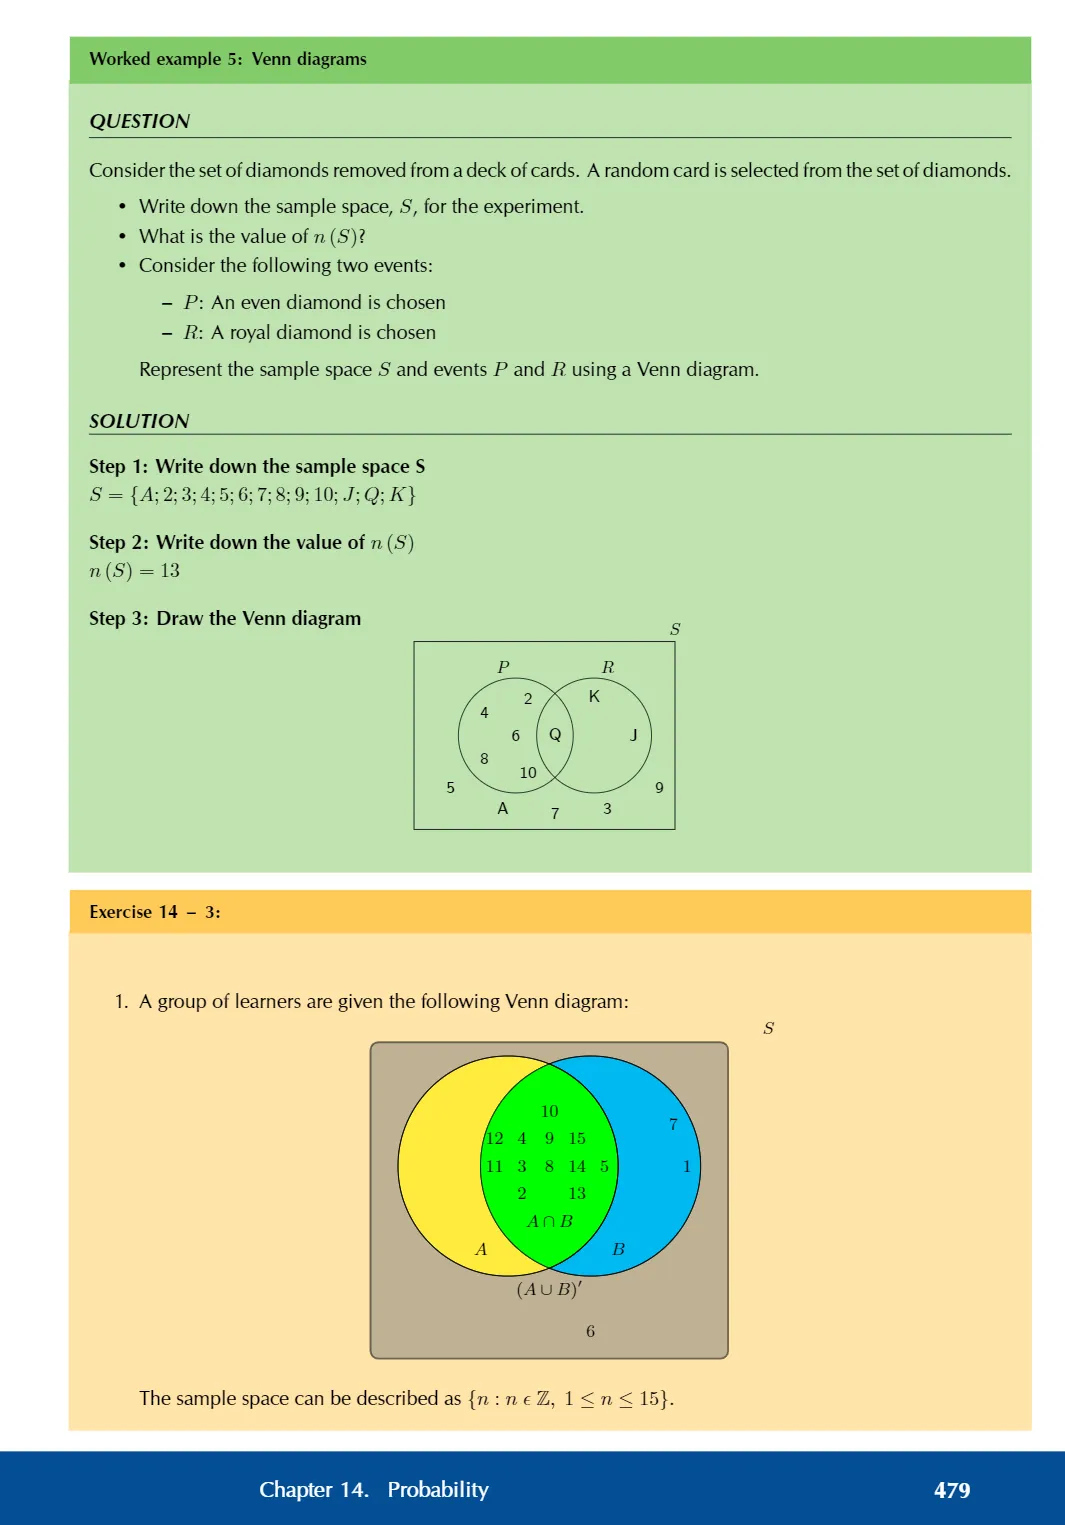 Worked example 5: Venn diagrams
QUESTION
Consider the set of diamonds removed from a deck of cards. A random card is selected from the set of diamonds.
• Write down the sample space, S, for the experiment.
• What is the value of n (S)?
• Consider the following two events:
– P: An even diamond is chosen
– R: A royal diamond is chosen
Represent the sample space S and events P and R using a Venn diagram.
SOLUTION
Step 1: Write down the sample space S
S = {A; 2; 3; 4; 5; 6; 7; 8; 9; 10; J; Q; K}
Step 2: Write down the value of n (S)
n (S) = 13
Step 3: Draw the Venn diagram
S
P R
2 K
4
6 Q J
8
10
5 9
A 7 3
Exercise 14 – 3:
1. A group of learners are given the following Venn diagram:
S
10
7
12 4 9 15
11 3 8 14 5 1
2 13
A ∩ B
A B
(A ∪ B)′
6
The sample space can be described as {n : n ϵ ℤ, 1 ≤ n ≤ 15}.
Chapter 14. Probability 479